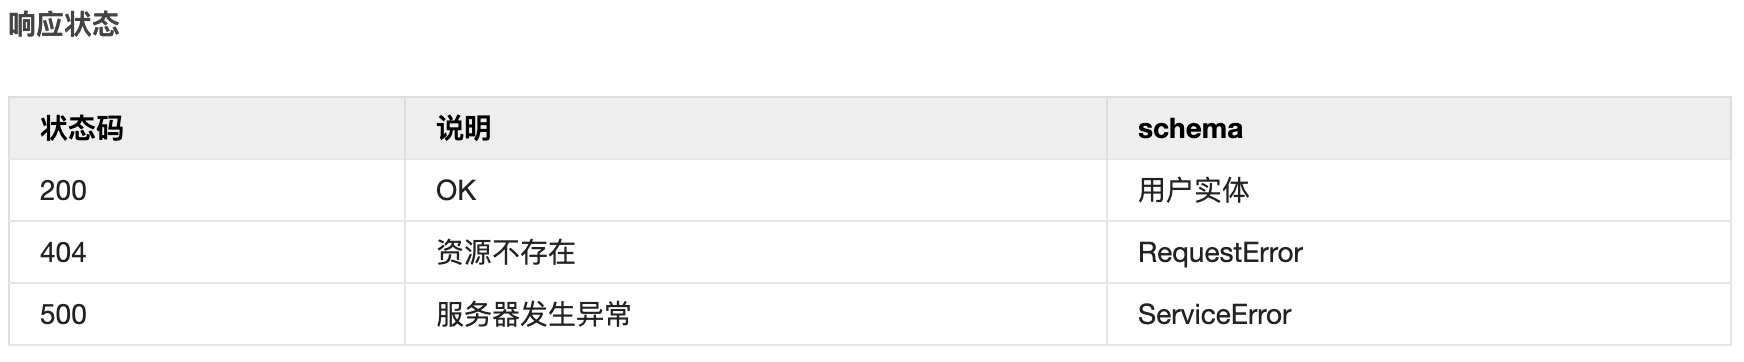 响应状态
状态码 说明 schema
200 OK 用户实体
404 资源不存在 RequestError
500 服务器发生异常 ServiceError